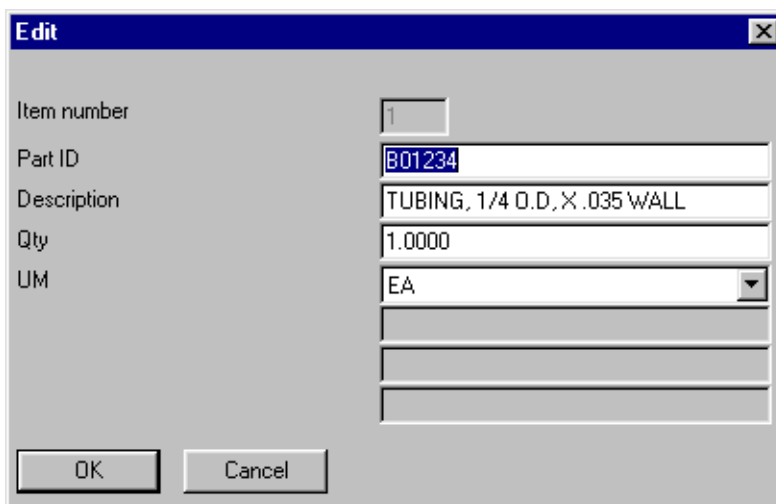 Edit
Item number 1
Part ID B01234
Description TUBING, 1/4 O.D, X .035 WALL
Qty 1.0000
UM EA
OK Cancel